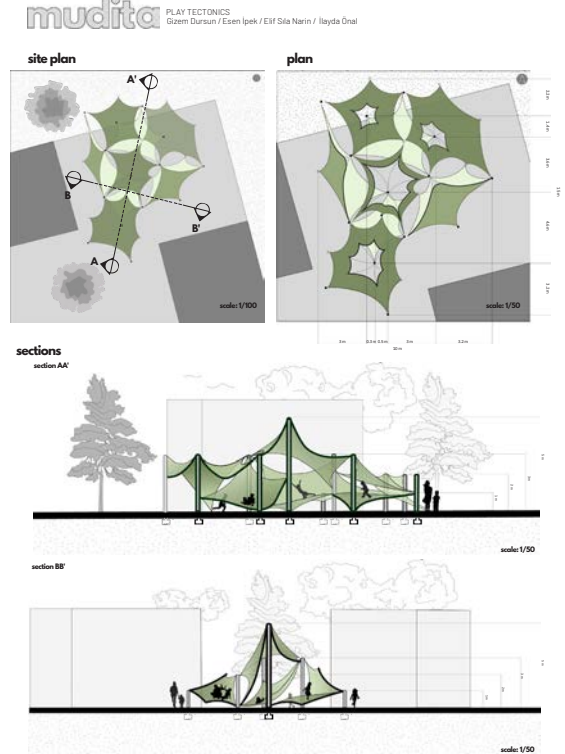 mudita
PLAY TECTONICS
Gizem Dursun / Esen İpek / Elif Sıla Narin / İlayda Önal
site plan
plan
A'
B
B'
A
scale: 1/100
scale: 1/50
sections
section AA'
scale: 1/50
section BB'
scale: 1/50